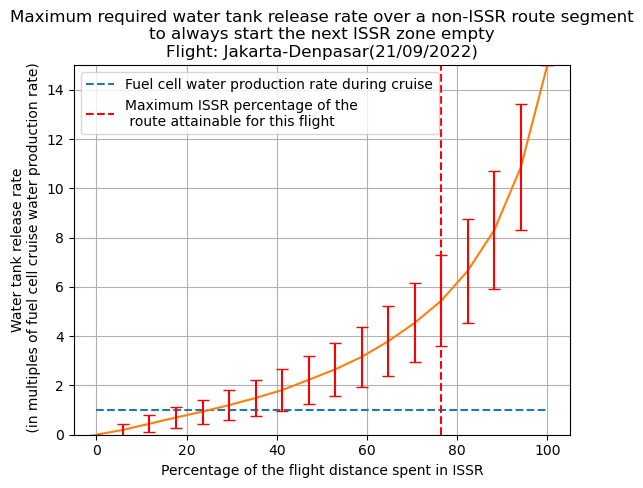 Maximum required water tank release rate over a non-ISSR route segment
to always start the next ISSR zone empty
Flight: Jakarta-Denpasar(21/09/2022)
Fuel cell water production rate during cruise
Maximum ISSR percentage of the
route attainable for this flight
Water tank release rate
(in multiples of fuel cell cruise water production rate)
14
12
10
8
6
4
2
0
0 20 40 60 80 100
Percentage of the flight distance spent in ISSR